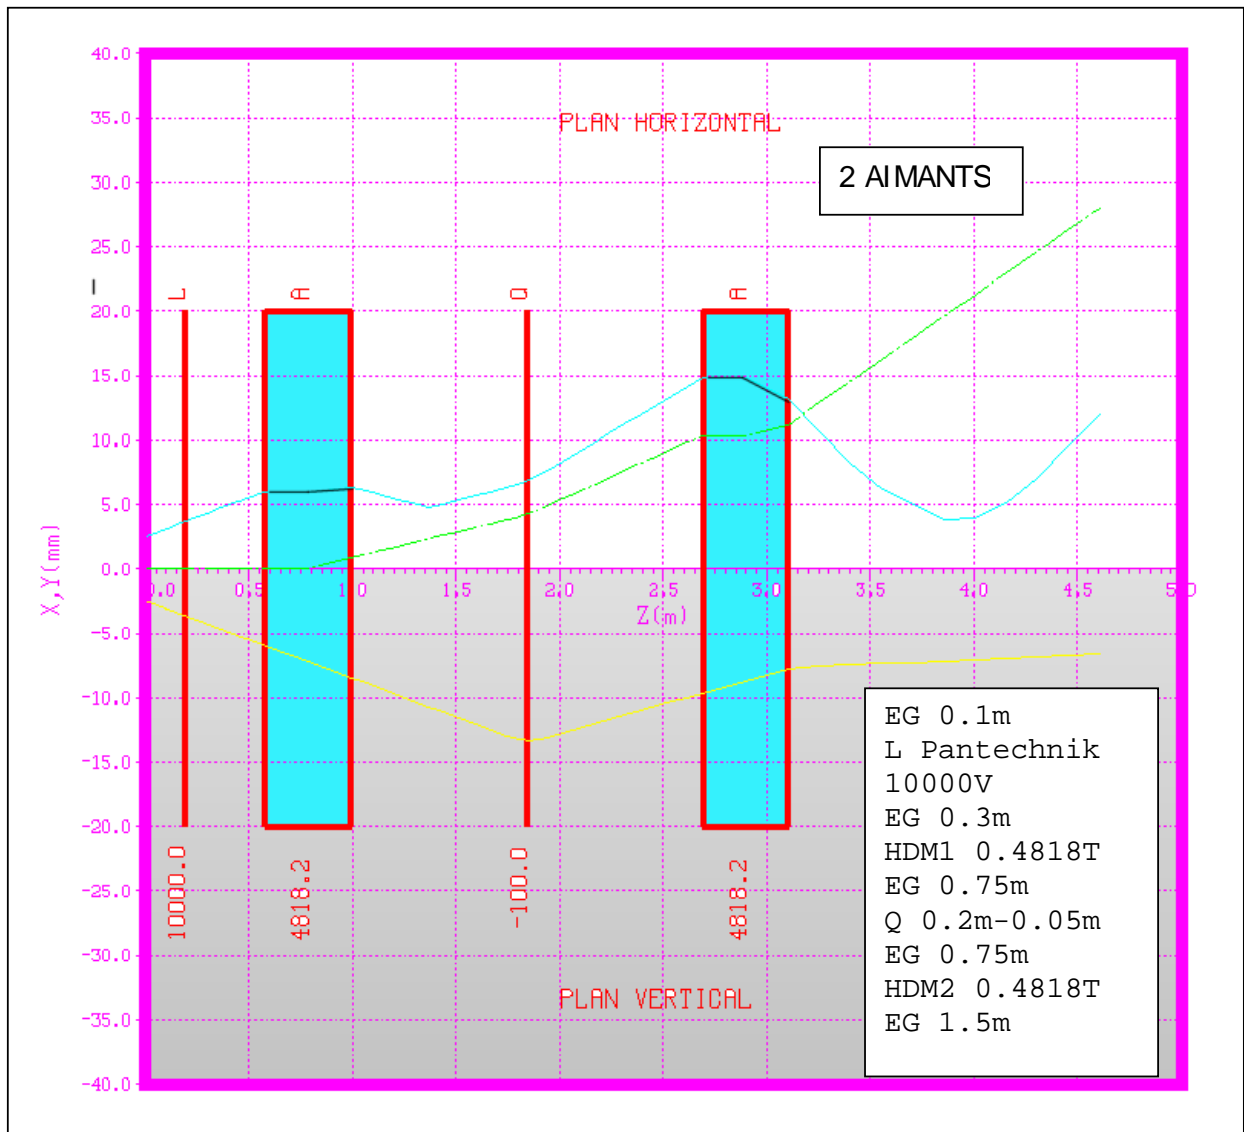 40.0
35.0
PLAN HORIZONTAL
2 AIMANTS
30.0
25.0
L A Q A
20.0
15.0
10.0
5.0
X,Y(mm)
0.0
0.0 0.5 1.0 1.5 2.0 2.5 3.0 3.5 4.0 4.5 5.0
Z(m)
-5.0
-10.0
-15.0
-20.0
10000.0 4818.2 -100.0 4818.2
-25.0
-30.0
PLAN VERTICAL
-35.0
-40.0
EG 0.1m
L Pantechnik
10000V
EG 0.3m
HDM1 0.4818T
EG 0.75m
Q 0.2m-0.05m
EG 0.75m
HDM2 0.4818T
EG 1.5m